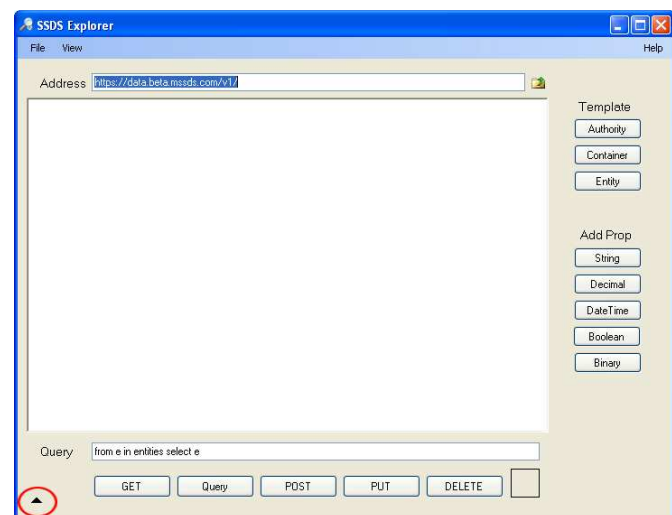 SSDS Explorer
File View Help
Address https://data.beta.mssds.com/v1/
Template
Authority
Container
Entity
Add Prop
String
Decimal
DateTime
Boolean
Binary
Query from e in entities select e
GET Query POST PUT DELETE